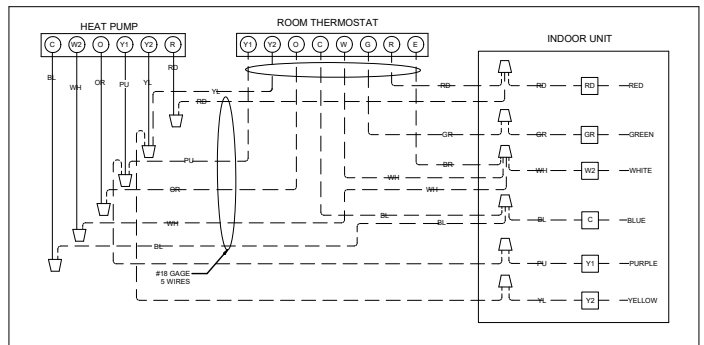 HEAT PUMP
ROOM THERMOSTAT
INDOOR UNIT
C W2 O Y1 Y2 R
Y1 Y2 O C W G R E
BL
WH
OR
PU
YL
RD
YL
RD
RD
RD
RD
RED
GR
GR
GR
GREEN
PU
BR
WH
W2
WHITE
OR
WH
WH
WH
BL
BL
BL
C
BLUE
BL
#18 GAGE
5 WIRES
PU
Y1
PURPLE
YL
Y2
YELLOW